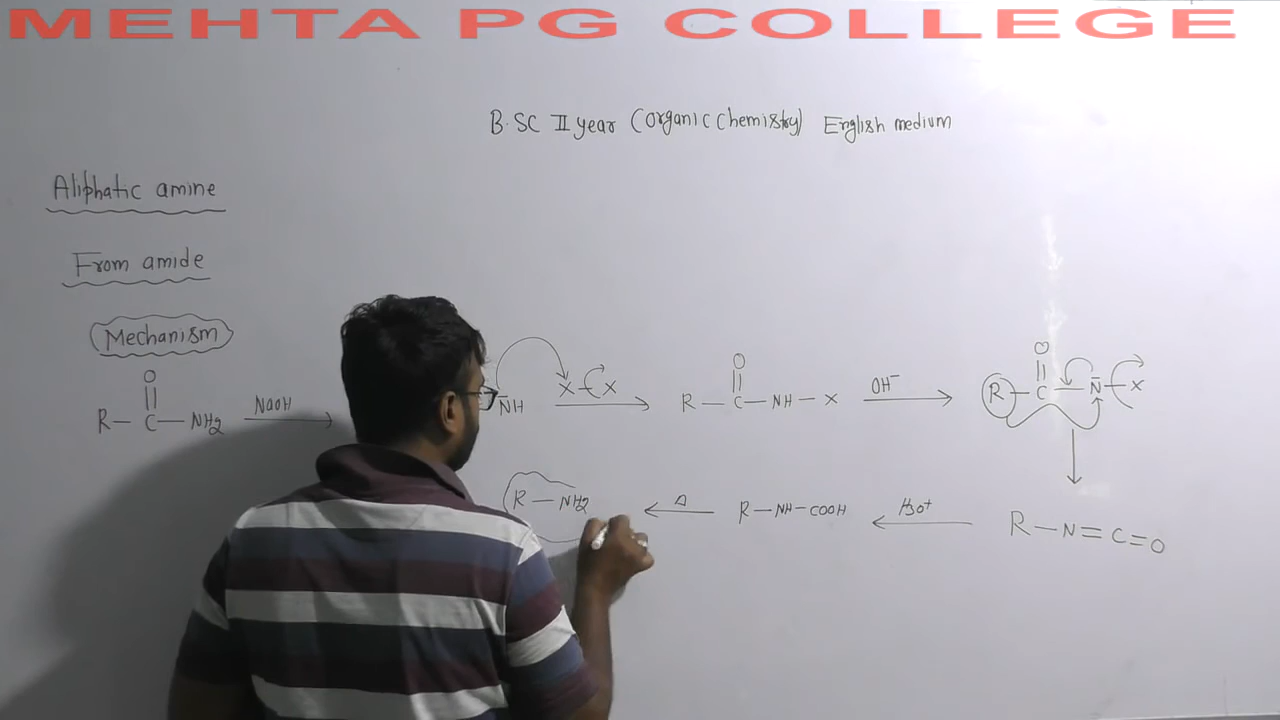 MEHTA PG COLLEGE
B.SC II year (Organic Chemistry) English medium
Aliphatic amine
From amide
Mechanism
O O O
R — C — NH2 NaOH NH X X R — C — NH — X OH⁻ R — C — N — X
R — NH2 Δ R — NH — COOH H3O⁺ R — N = C = O